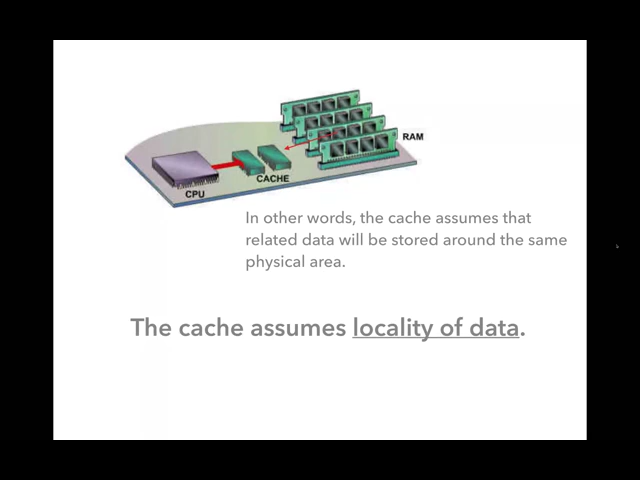 RAM
CACHE
CPU
In other words, the cache assumes that
related data will be stored around the same
physical area.
The cache assumes locality of data.